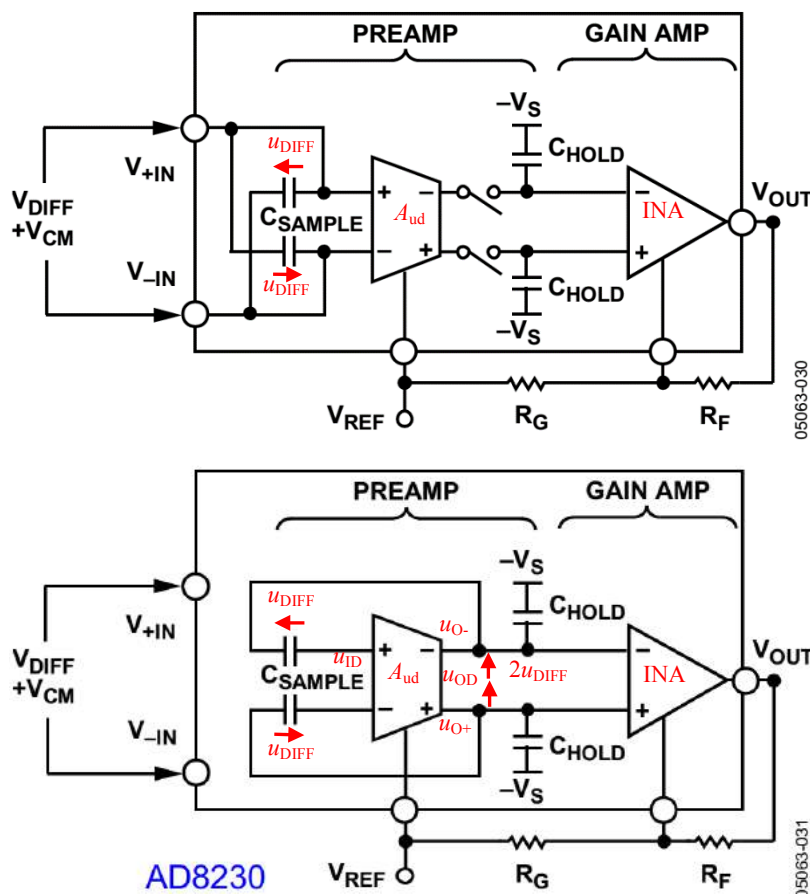 PREAMP GAIN AMP
–VS
uDIFF
CHOLD
V+IN
VOUT
VDIFF
+VCM
CSAMPLE
+ – –
Aud
INA
– + +
V–IN
uDIFF
CHOLD
–VS
VREF RG RF
05063-030
PREAMP GAIN AMP
–VS
uDIFF
CHOLD
V+IN
uO-
VOUT
uID
+ – –
VDIFF
+VCM
CSAMPLE
Aud
uOD
2uDIFF
INA
– + +
V–IN
uDIFF
uO+
CHOLD
–VS
AD8230
VREF RG RF
05063-031